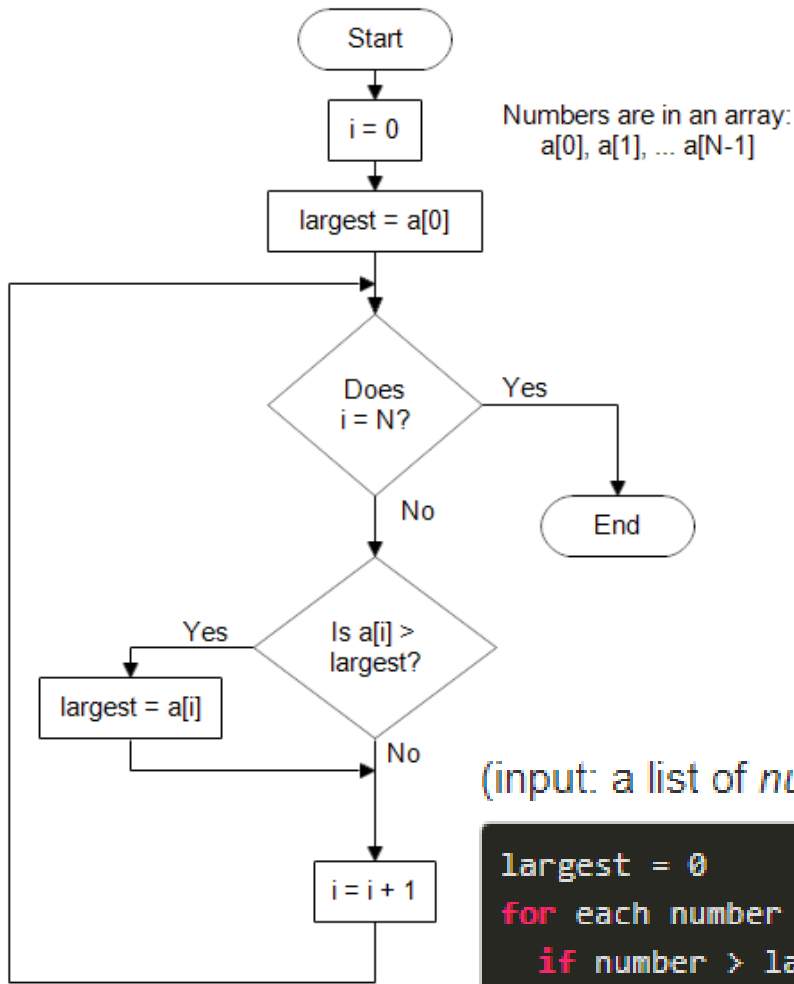 Start
i = 0
Numbers are in an array:
a[0], a[1], ... a[N-1]
largest = a[0]
Does
i = N?
Yes
No
End
Is a[i] >
largest?
Yes
largest = a[i]
No
i = i + 1
(input: a list of
largest = 0
for each number
if number >